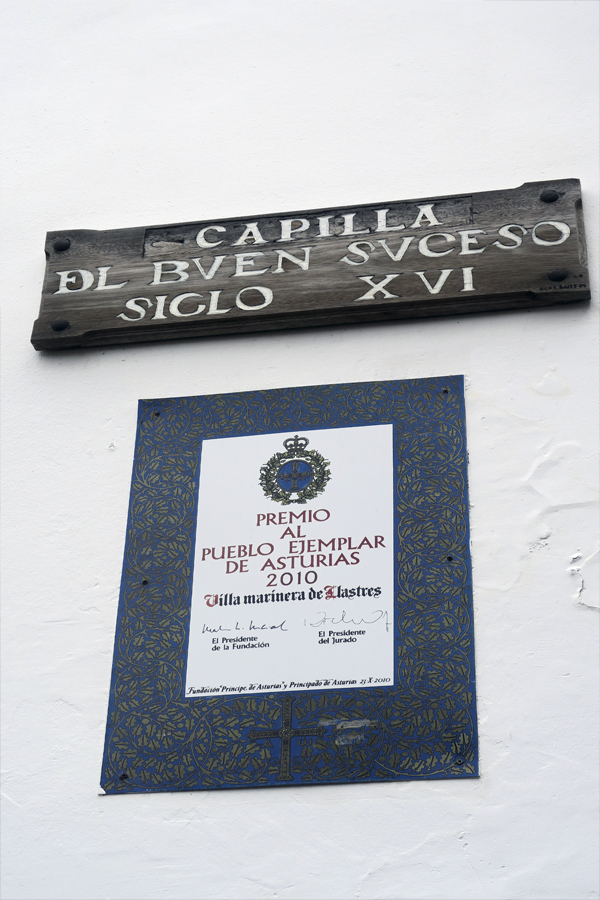 CAPILLA
DEL BVEN SVCESO
SIGLO XVI
PREMIO
AL
PUEBLO EJEMPLAR
DE ASTURIAS
2010
Villa marinera de Llastres
El Presidente
de la Fundación
El Presidente
del Jurado
Fundación "Príncipe de Asturias" y Principado de Asturias 23-X-2010